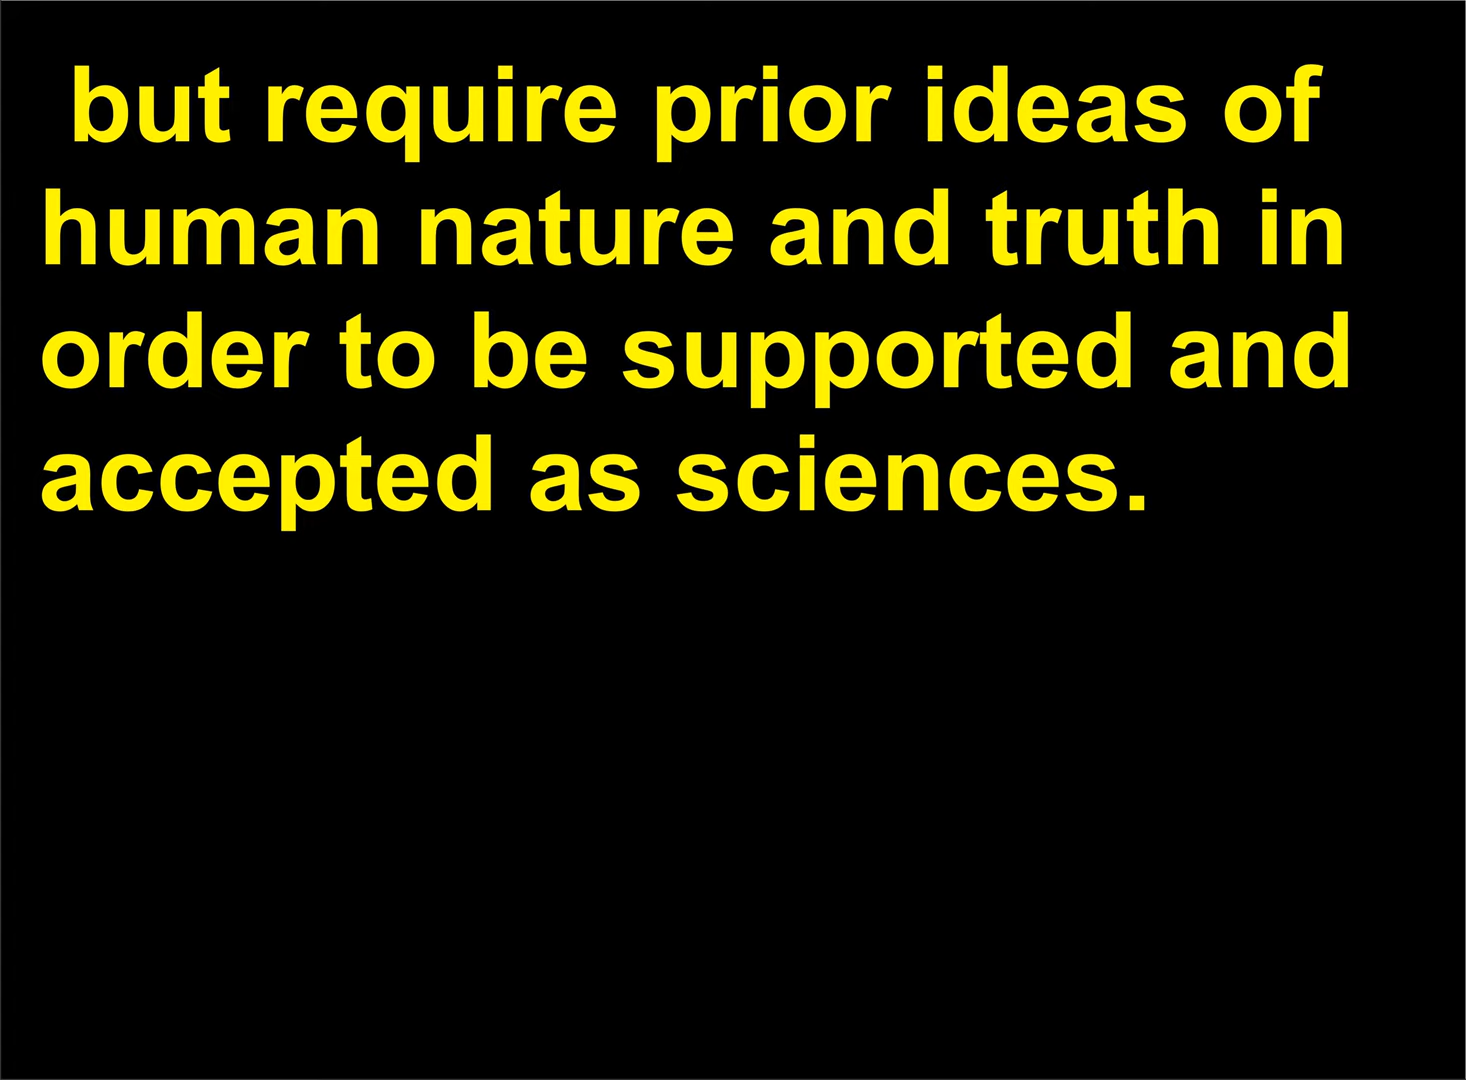 but require prior ideas of
human nature and truth in
order to be supported and
accepted as sciences.